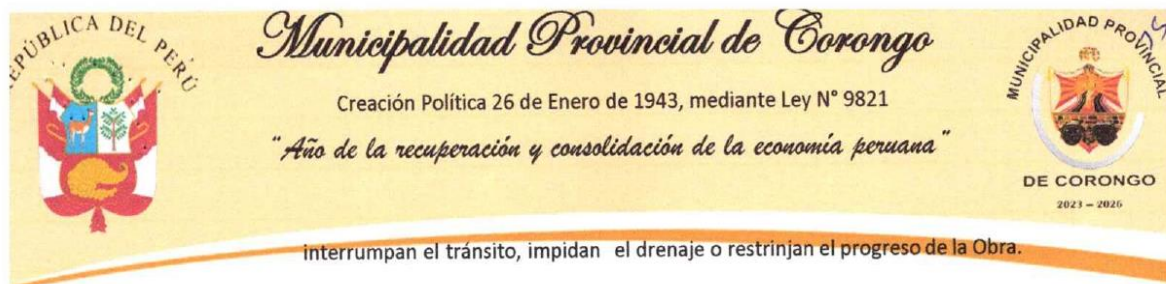 REPÚBLICA DEL PERÚ
Municipalidad Provincial de Corongo
Creación Política 26 de Enero de 1943, mediante Ley N° 9821
"Año de la recuperación y consolidación de la economía peruana"
MUNICIPALIDAD PROVINCIAL
DE CORONGO
2023 – 2026
interrumpan el tránsito, impidan el drenaje o restrinjan el progreso de la Obra.